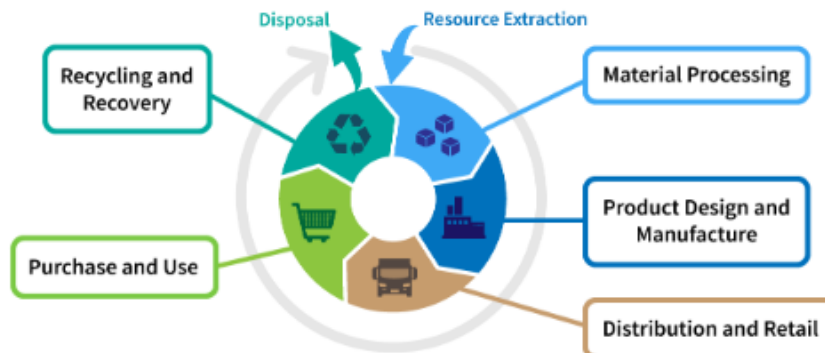 Disposal
Resource Extraction
Recycling and
Recovery
Material Processing
Product Design and
Manufacture
Purchase and Use
Distribution and Retail